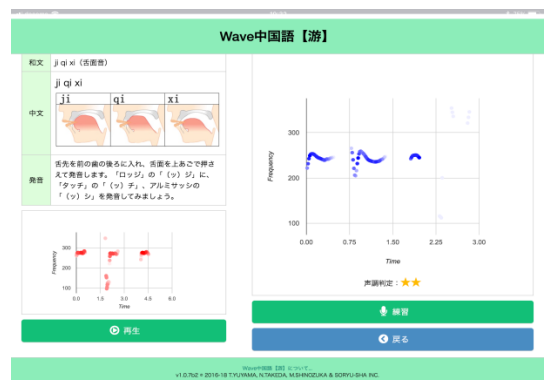 Wave中国語【游】
和文
ji qi xi（舌面音）
中文
ji qi xi
ji qi xi
発音
舌先を前の歯の後ろに入れ、舌面を上あごで押さ
えて発音します。「ロッジ」の「（ッ）ジ」に、
「タッチ」の「（ッ）チ」、アルミサッシの
「（ッ）シ」を発音してみましょう。
Frequency
300
200
100
0.0 1.5 3.0 4.5 6.0
Time
再生
Frequency
300
200
100
0.00 0.75 1.50 2.25 3.00
Time
声調判定：★★
練習
戻る
Wave中国語【游】について...
v1.0.7b2 © 2016-18 T.YUYAMA, N.TAKEDA, M.SHINOZUKA & SORYU-SHA INC.